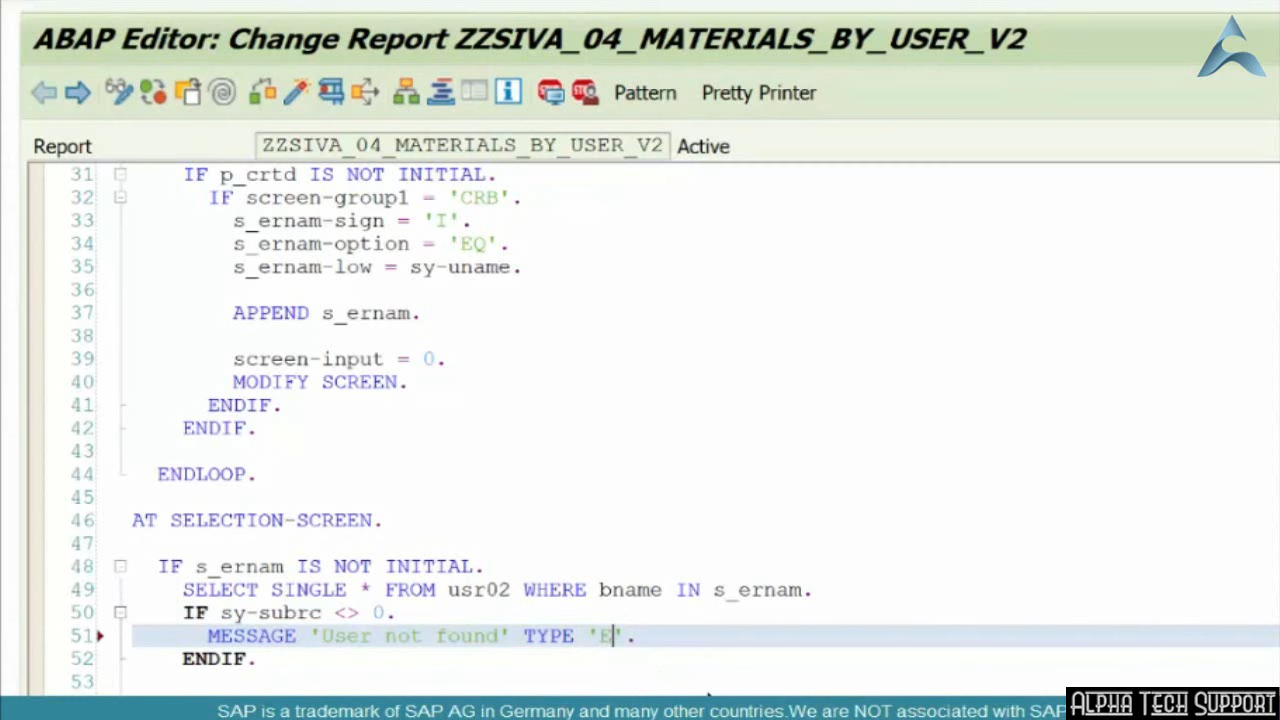 ABAP Editor: Change Report ZZSIVA_04_MATERIALS_BY_USER_V2
Pattern Pretty Printer
Report ZZSIVA_04_MATERIALS_BY_USER_V2 Active
31 IF p_crtd IS NOT INITIAL.
32 IF screen-group1 = 'CRB'.
33 s_ernam-sign = 'I'.
34 s_ernam-option = 'EQ'.
35 s_ernam-low = sy-uname.
36
37 APPEND s_ernam.
38
39 screen-input = 0.
40 MODIFY SCREEN.
41 ENDIF.
42 ENDIF.
43
44 ENDLOOP.
45
46 AT SELECTION-SCREEN.
47
48 IF s_ernam IS NOT INITIAL.
49 SELECT SINGLE * FROM usr02 WHERE bname IN s_ernam.
50 IF sy-subrc <> 0.
51 MESSAGE 'User not found' TYPE 'E'.
52 ENDIF.
53
SAP is a trademark of SAP AG in Germany and many other countries.We are NOT associated with SAP
Alpha Tech Support